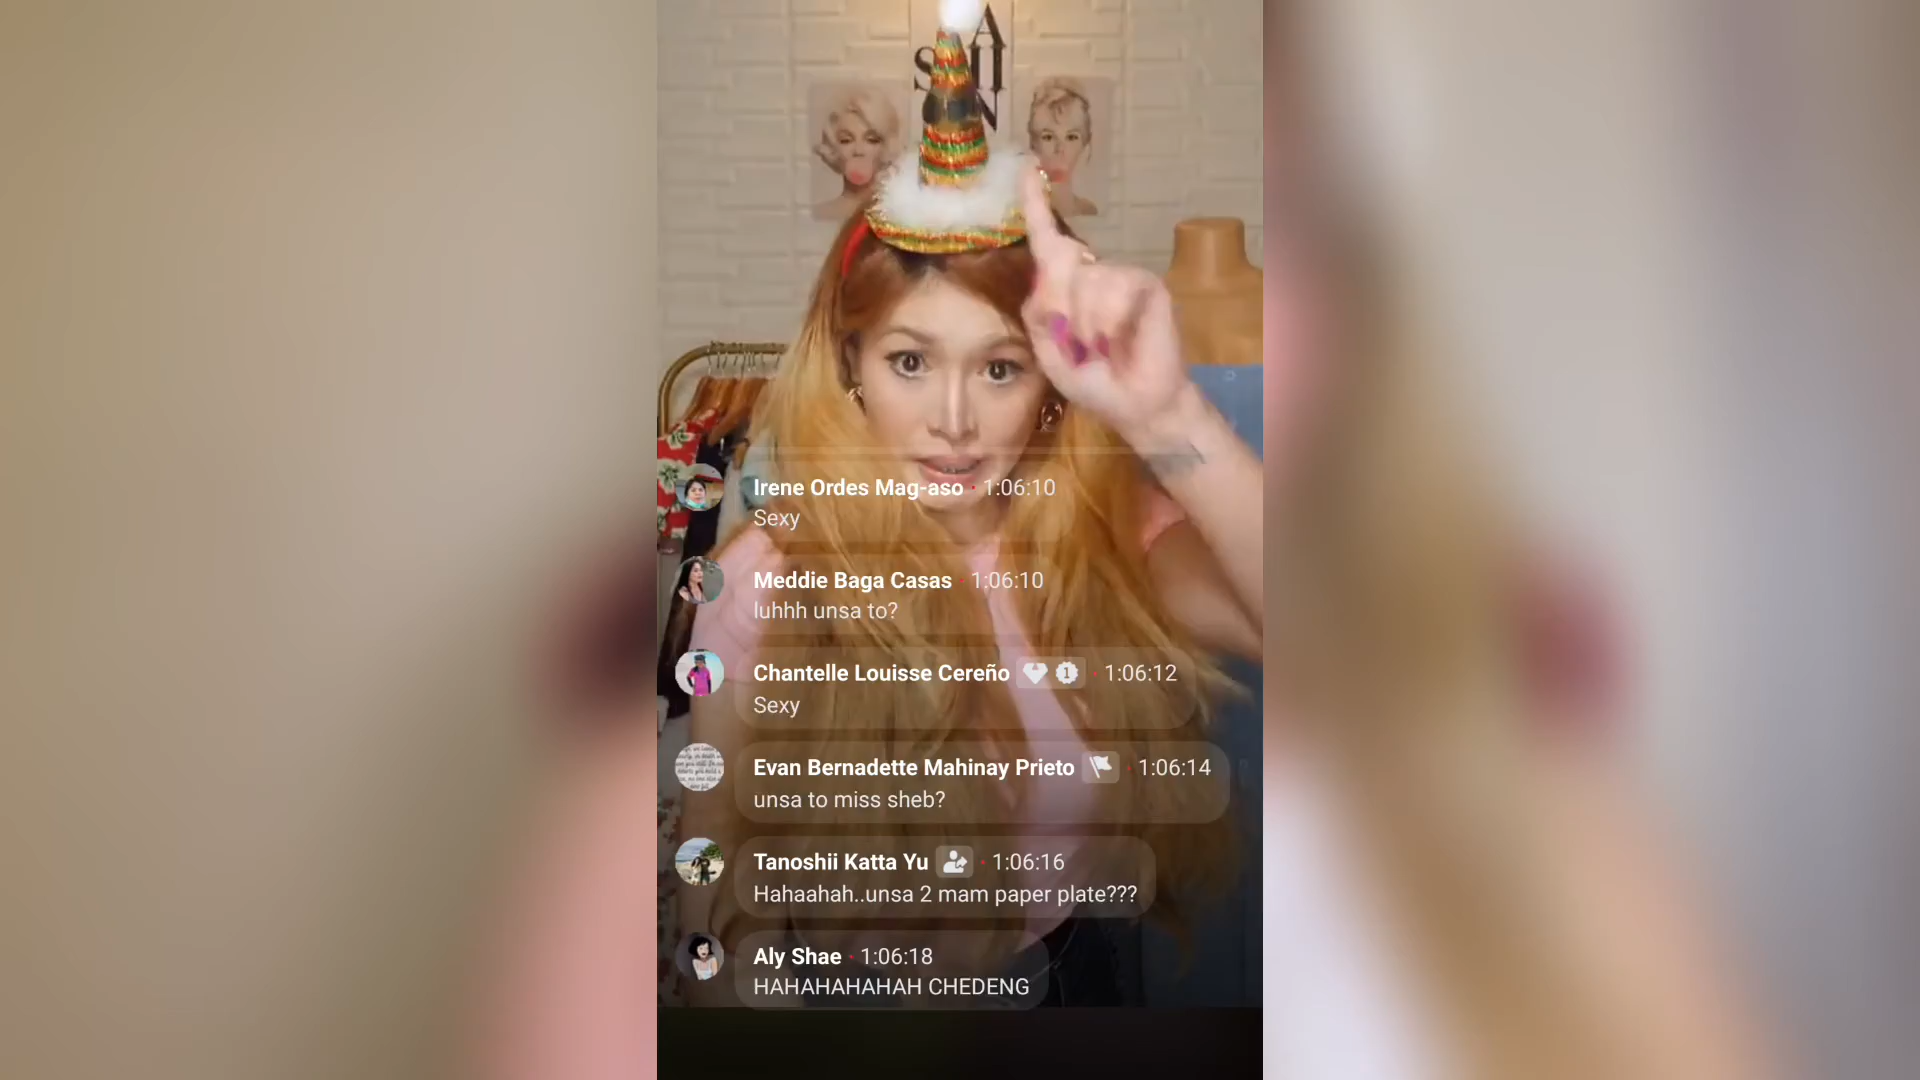 Irene Ordes Mag-aso · 1:06:10
Sexy
Meddie Baga Casas · 1:06:10
luhhh unsa to?
Chantelle Louisse Cereño 1 · 1:06:12
Sexy
Evan Bernadette Mahinay Prieto · 1:06:14
unsa to miss sheb?
Tanoshii Katta Yu · 1:06:16
Hahaahah..unsa 2 mam paper plate???
Aly Shae · 1:06:18
HAHAHAHAHAH CHEDENG